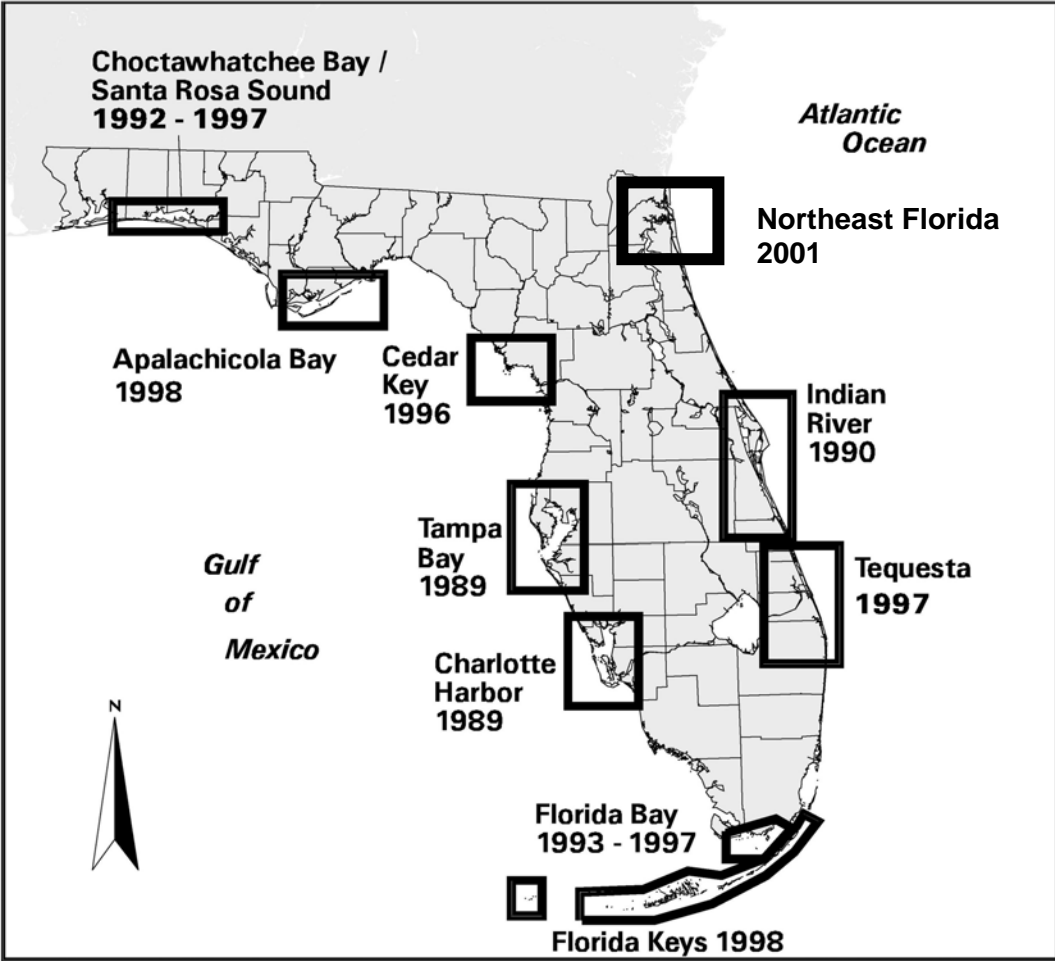 Choctawhatchee Bay /
Santa Rosa Sound
1992 - 1997
Atlantic
Ocean
Northeast Florida
2001
Apalachicola Bay
1998
Cedar
Key
1996
Indian
River
1990
Tampa
Bay
1989
Gulf
of
Mexico
Tequesta
1997
Charlotte
Harbor
1989
N
Florida Bay
1993 - 1997
Florida Keys 1998